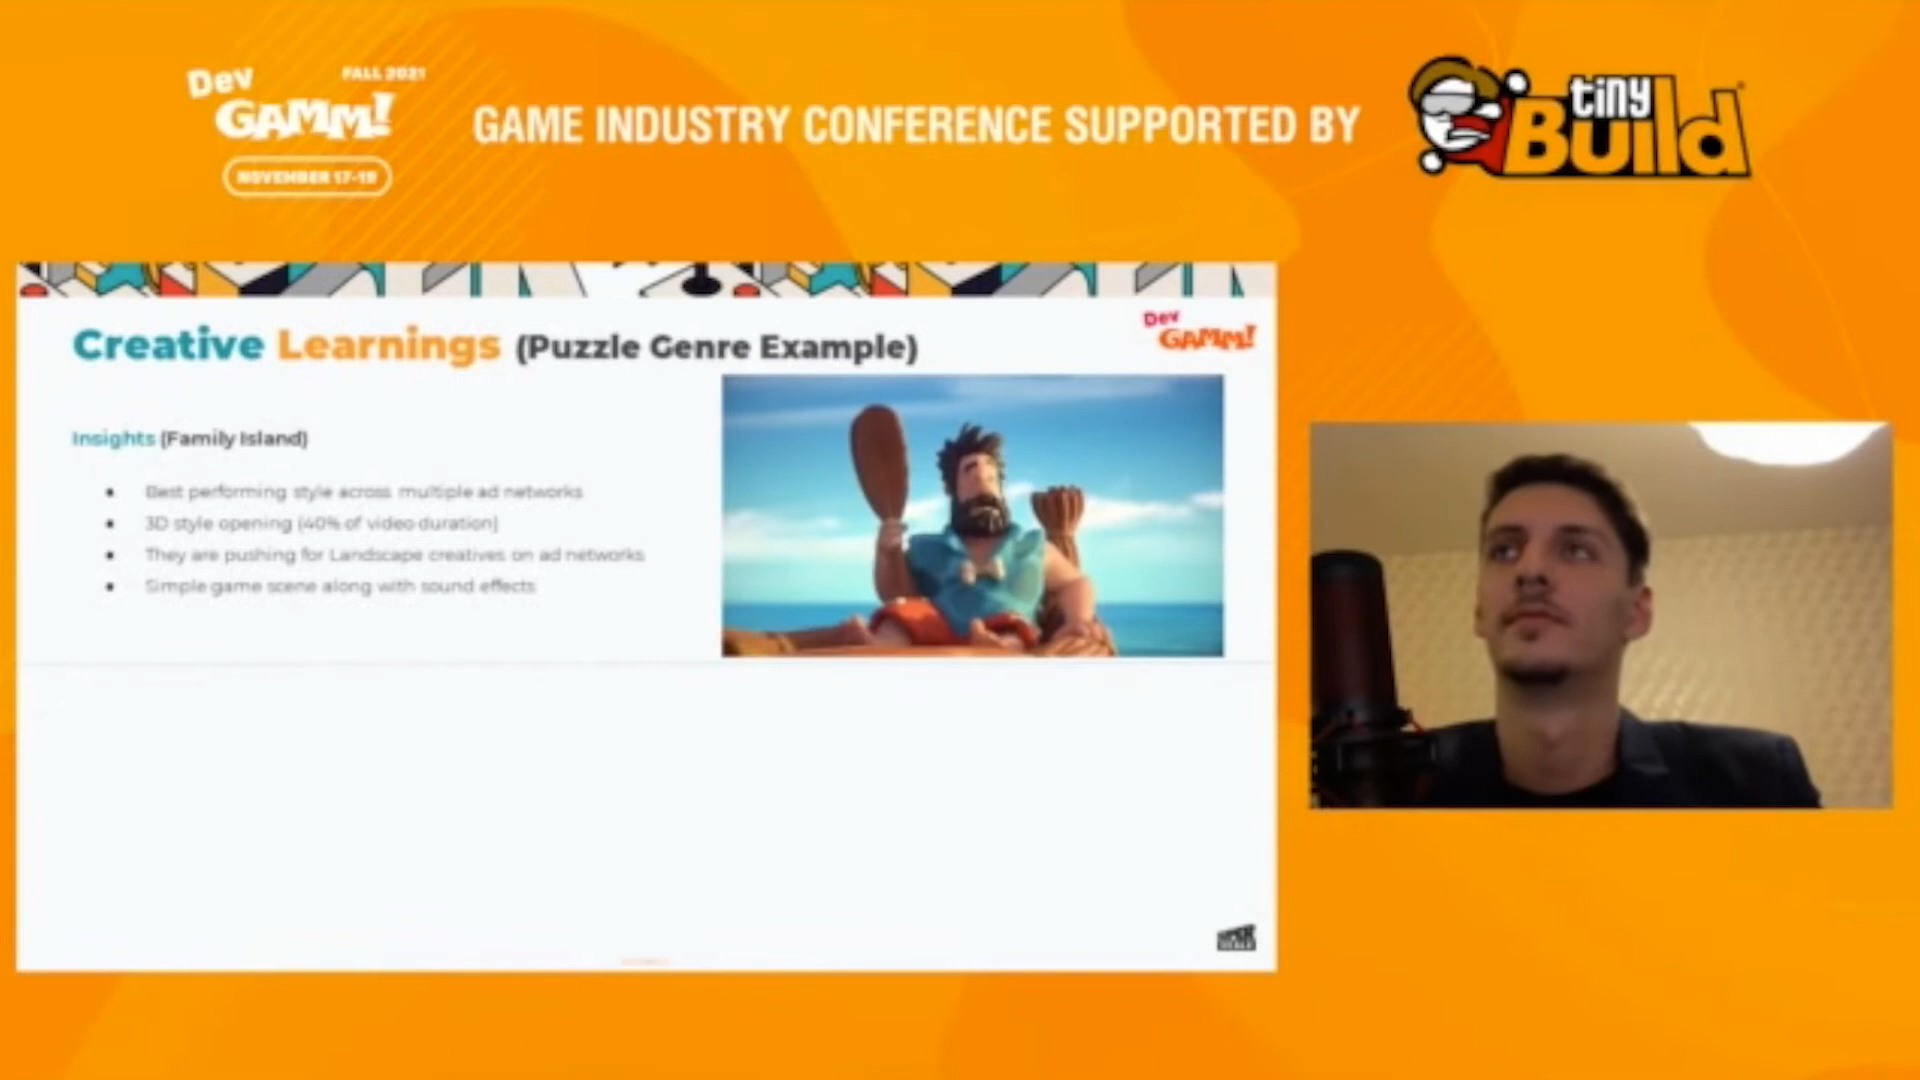 Dev
GAMM!
FALL 2021
NOVEMBER 17-19
GAME INDUSTRY CONFERENCE SUPPORTED BY
tiny
Build
Creative Learnings (Puzzle Genre Example)
Dev
GAMM!
Insights (Family Island)
• Best performing style across multiple ad networks
• 3D style opening (40% of video duration)
• They are pushing for Landscape creatives on ad networks
• Simple game scene along with sound effects
SUPER
SCALE